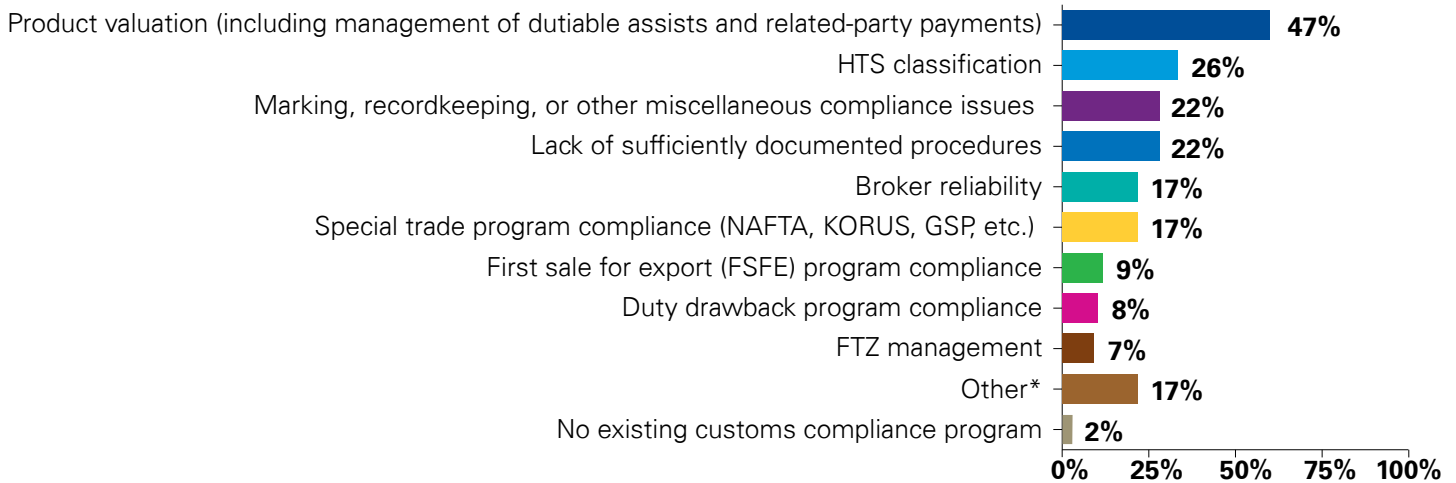 Product valuation (including management of dutiable assists and related-party payments) 47%
HTS classification 26%
Marking, recordkeeping, or other miscellaneous compliance issues 22%
Lack of sufficiently documented procedures 22%
Broker reliability 17%
Special trade program compliance (NAFTA, KORUS, GSP, etc.) 17%
First sale for export (FSFE) program compliance 9%
Duty drawback program compliance 8%
FTZ management 7%
Other* 17%
No existing customs compliance program 2%
0% 25% 50% 75% 100%